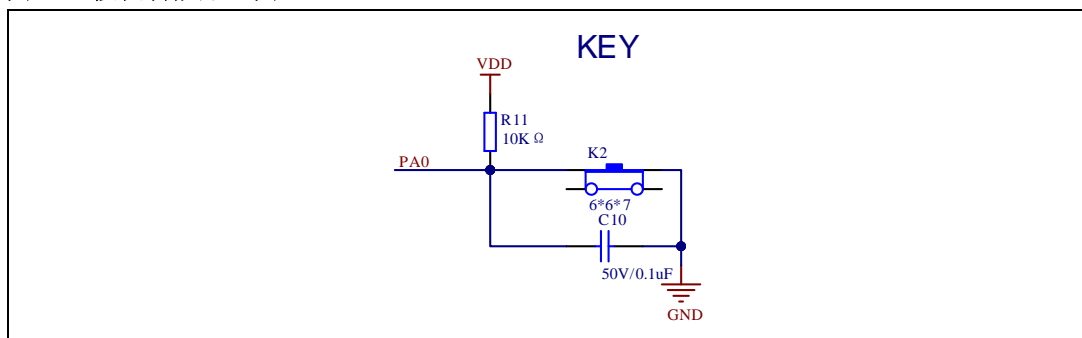 KEY
VDD
R11
10K Ω
K2
PA0
6*6*7
C10
50V/0.1uF
GND